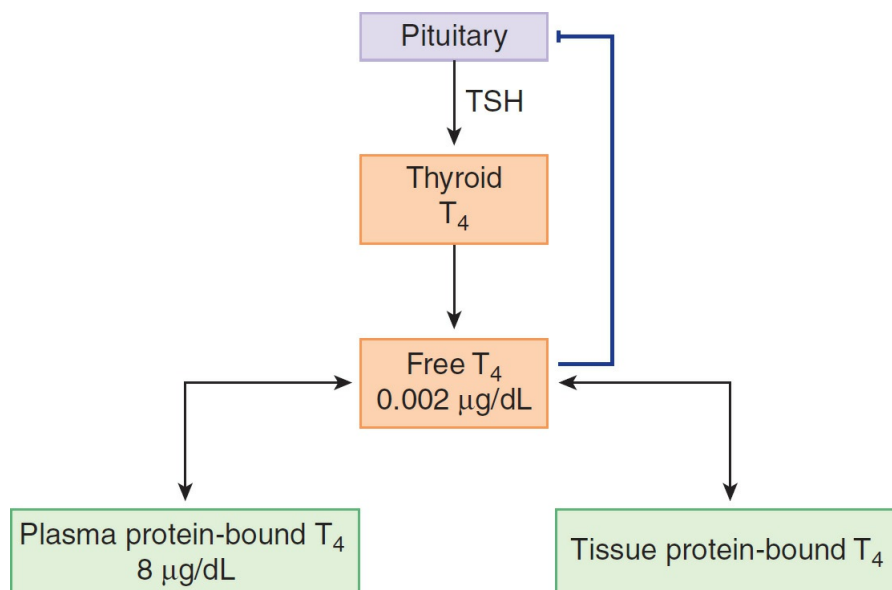 Pituitary
TSH
Thyroid
T₄
Free T₄
0.002 μg/dL
Plasma protein-bound T₄
8 μg/dL
Tissue protein-bound T₄